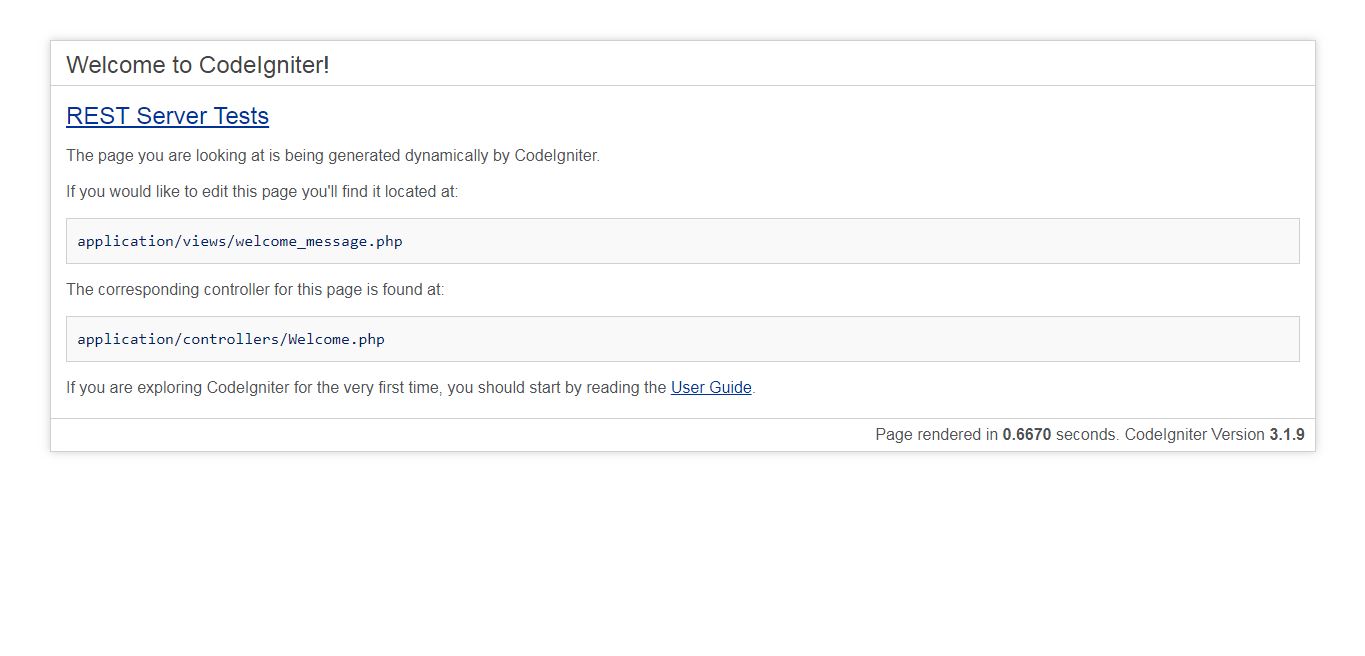 Welcome to CodeIgniter!
REST Server Tests
The page you are looking at is being generated dynamically by CodeIgniter.
If you would like to edit this page you'll find it located at:
application/views/welcome_message.php
The corresponding controller for this page is found at:
application/controllers/Welcome.php
If you are exploring CodeIgniter for the very first time, you should start by reading the User Guide.
Page rendered in 0.6670 seconds. CodeIgniter Version 3.1.9